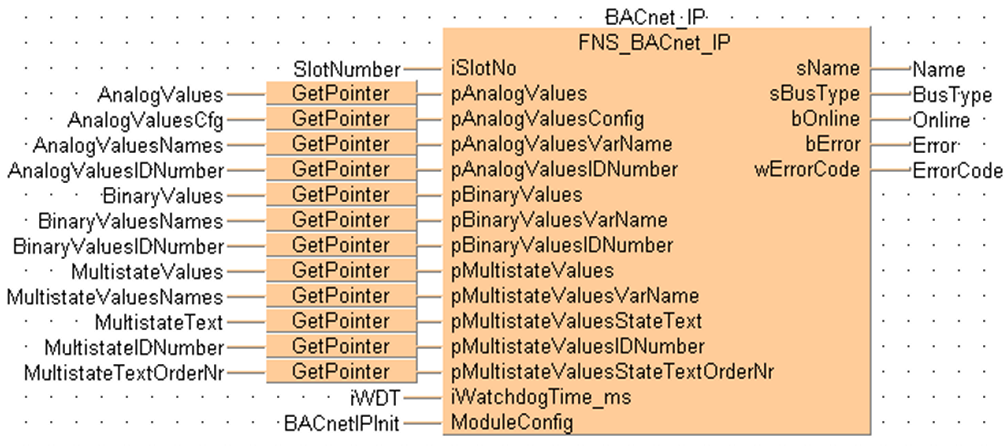 BACnet_IP
FNS_BACnet_IP
SlotNumber iSlotNo sName Name
AnalogValues GetPointer pAnalogValues sBusType BusType
AnalogValuesCfg GetPointer pAnalogValuesConfig bOnline Online
AnalogValuesNames GetPointer pAnalogValuesVarName bError Error
AnalogValuesIDNumber GetPointer pAnalogValuesIDNumber wErrorCode ErrorCode
BinaryValues GetPointer pBinaryValues
BinaryValuesNames GetPointer pBinaryValuesVarName
BinaryValuesIDNumber GetPointer pBinaryValuesIDNumber
MultistateValues GetPointer pMultistateValues
MultistateValuesNames GetPointer pMultistateValuesVarName
MultistateText GetPointer pMultistateValuesStateText
MultistateIDNumber GetPointer pMultistateValuesIDNumber
MultistateTextOrderNr GetPointer pMultistateValuesStateTextOrderNr
iWDT iWatchdogTime_ms
BACnetIPInit ModuleConfig